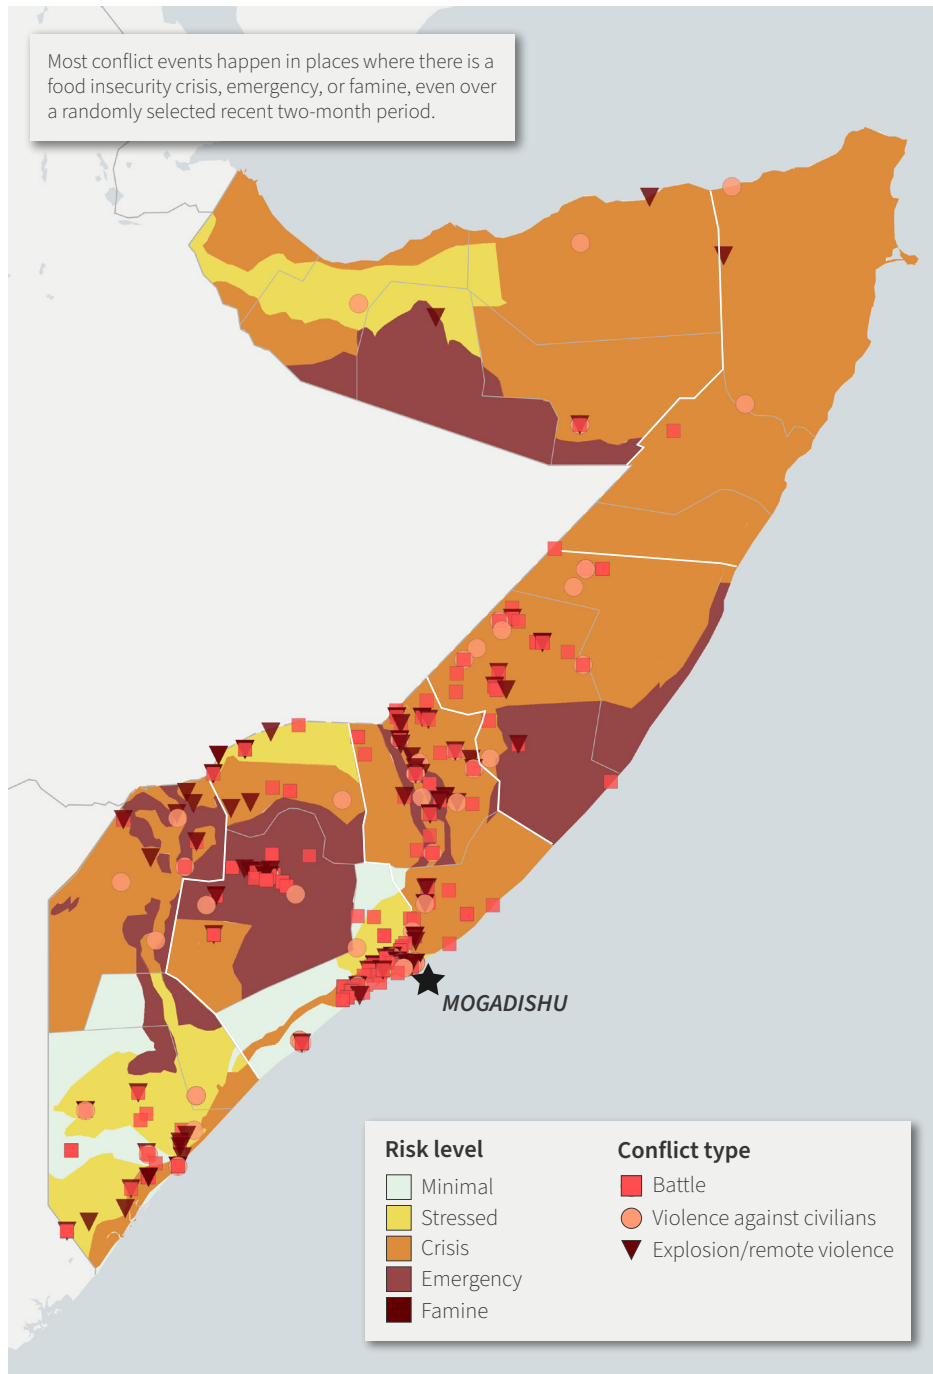 Most conflict events happen in places where there is a
food insecurity crisis, emergency, or famine, even over
a randomly selected recent two-month period.
MOGADISHU
Risk level
Minimal
Stressed
Crisis
Emergency
Famine
Conflict type
Battle
Violence against civilians
Explosion/remote violence